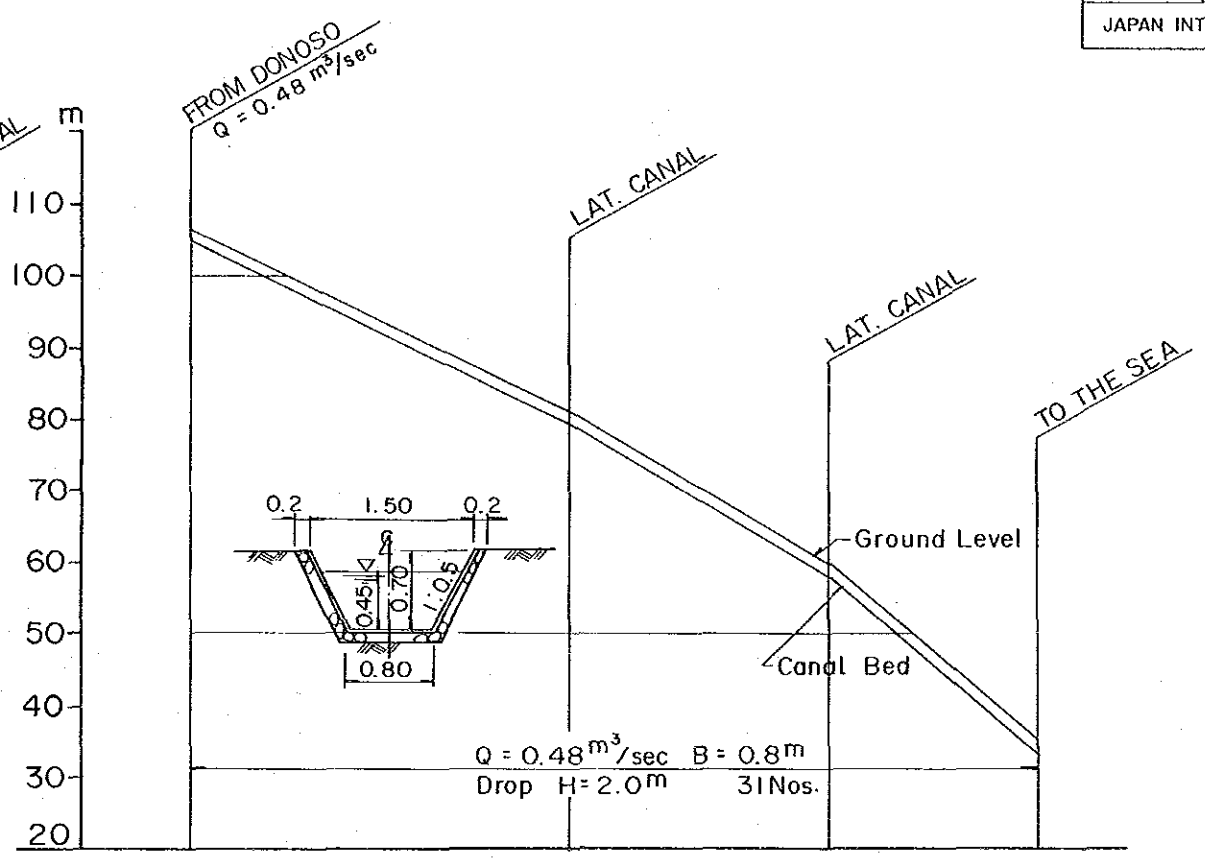 JAPAN INT
AL
m
FROM DONOSO
Q = 0.48 m³/sec
LAT. CANAL
LAT. CANAL
TO THE SEA
110
100
90
80
70
60
50
40
30
20
0.2 1.50 0.2
0.45
0.70
1:0.5
0.80
Ground Level
Canal Bed
Q = 0.48 m³/sec B = 0.8 m
Drop H = 2.0 m 31 Nos.